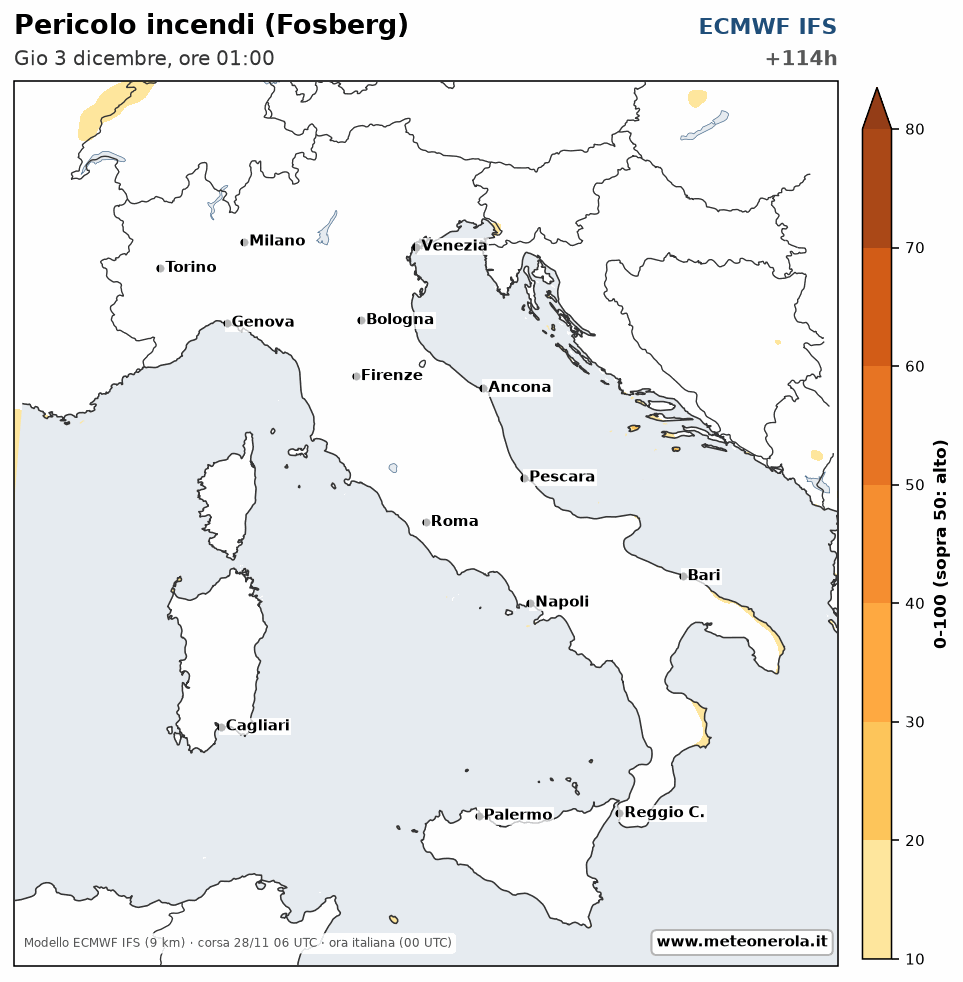 Pericolo incendi (Fosberg)
ECMWF IFS
Gio 3 dicembre, ore 01:00
+114h
Milano
Venezia
Torino
Genova
Bologna
Firenze
Ancona
Pescara
Roma
Bari
Napoli
Cagliari
Palermo
Reggio C.
80
70
60
50
40
30
20
10
0-100 (sopra 50: alto)
Modello ECMWF IFS (9 km) · corsa 28/11 06 UTC · ora italiana (00 UTC)
www.meteonerola.it